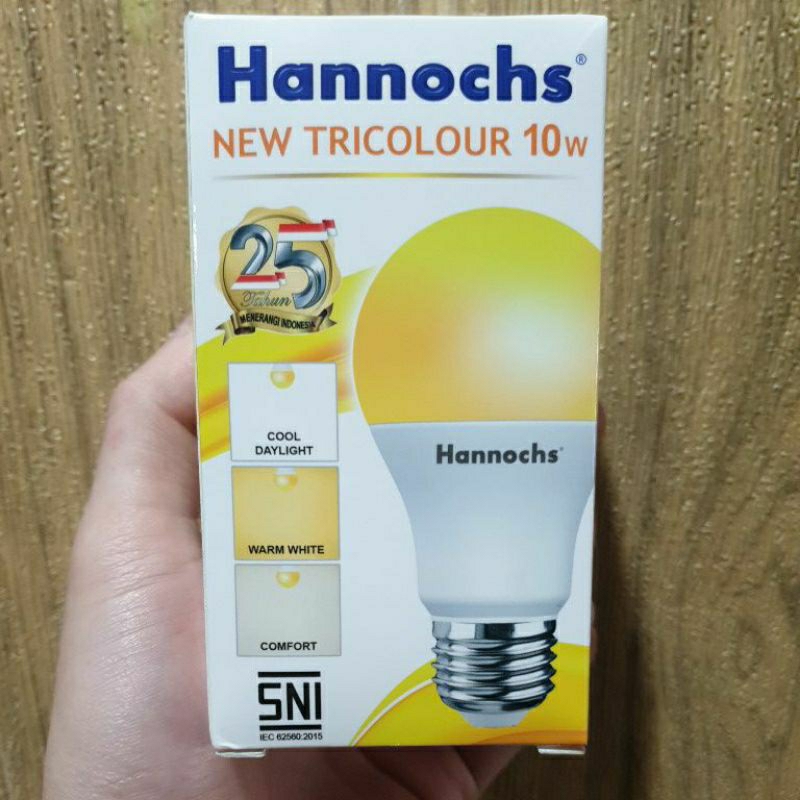 Hannochs®
NEW TRICOLOUR 10W
25
Tahun
MENERANGI INDONESIA
COOL
DAYLIGHT
WARM WHITE
COMFORT
Hannochs®
SNI
IEC 62560:2015